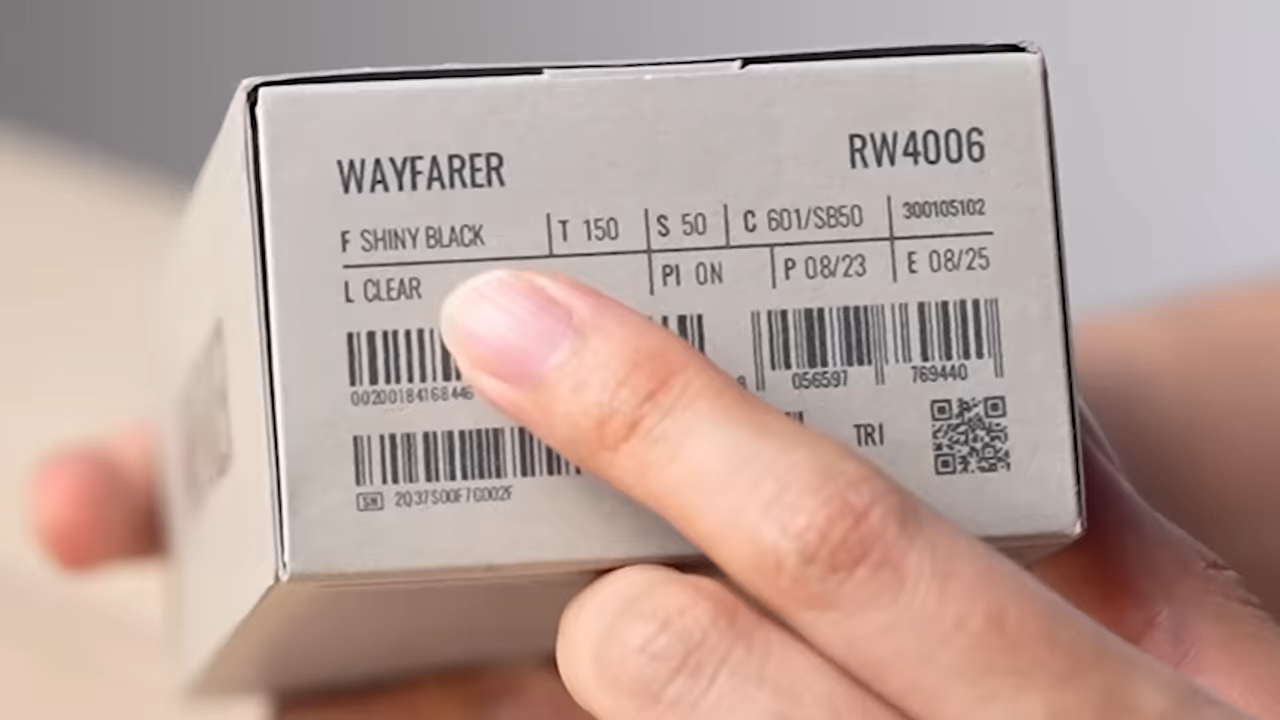 WAYFARER RW4006
F SHINY BLACK T 150 S 50 C 601/SB50 300105102
L CLEAR PI ON P 08/23 E 08/25
8 056597 769440
TRI
SN 2Q37S00F7G002F